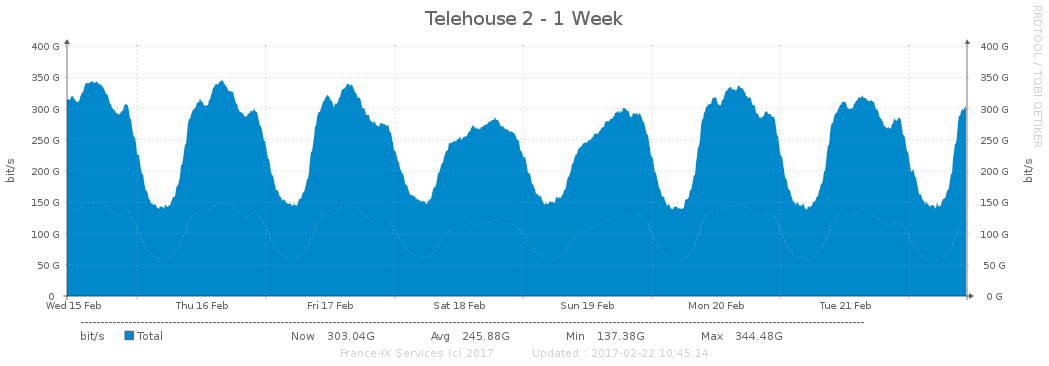 Telehouse 2 - 1 Week
RRDTOOL / TOBI OETIKER
400 G 400 G
350 G 350 G
300 G 300 G
250 G 250 G
200 G 200 G
150 G 150 G
100 G 100 G
50 G 50 G
0 0 G
bit/s bit/s
Wed 15 Feb Thu 16 Feb Fri 17 Feb Sat 18 Feb Sun 19 Feb Mon 20 Feb Tue 21 Feb
bit/s Total Now 303.04G Avg 245.88G Min 137.38G Max 344.48G
France-IX Services (c) 2017 Updated : 2017-02-22 10:45:14